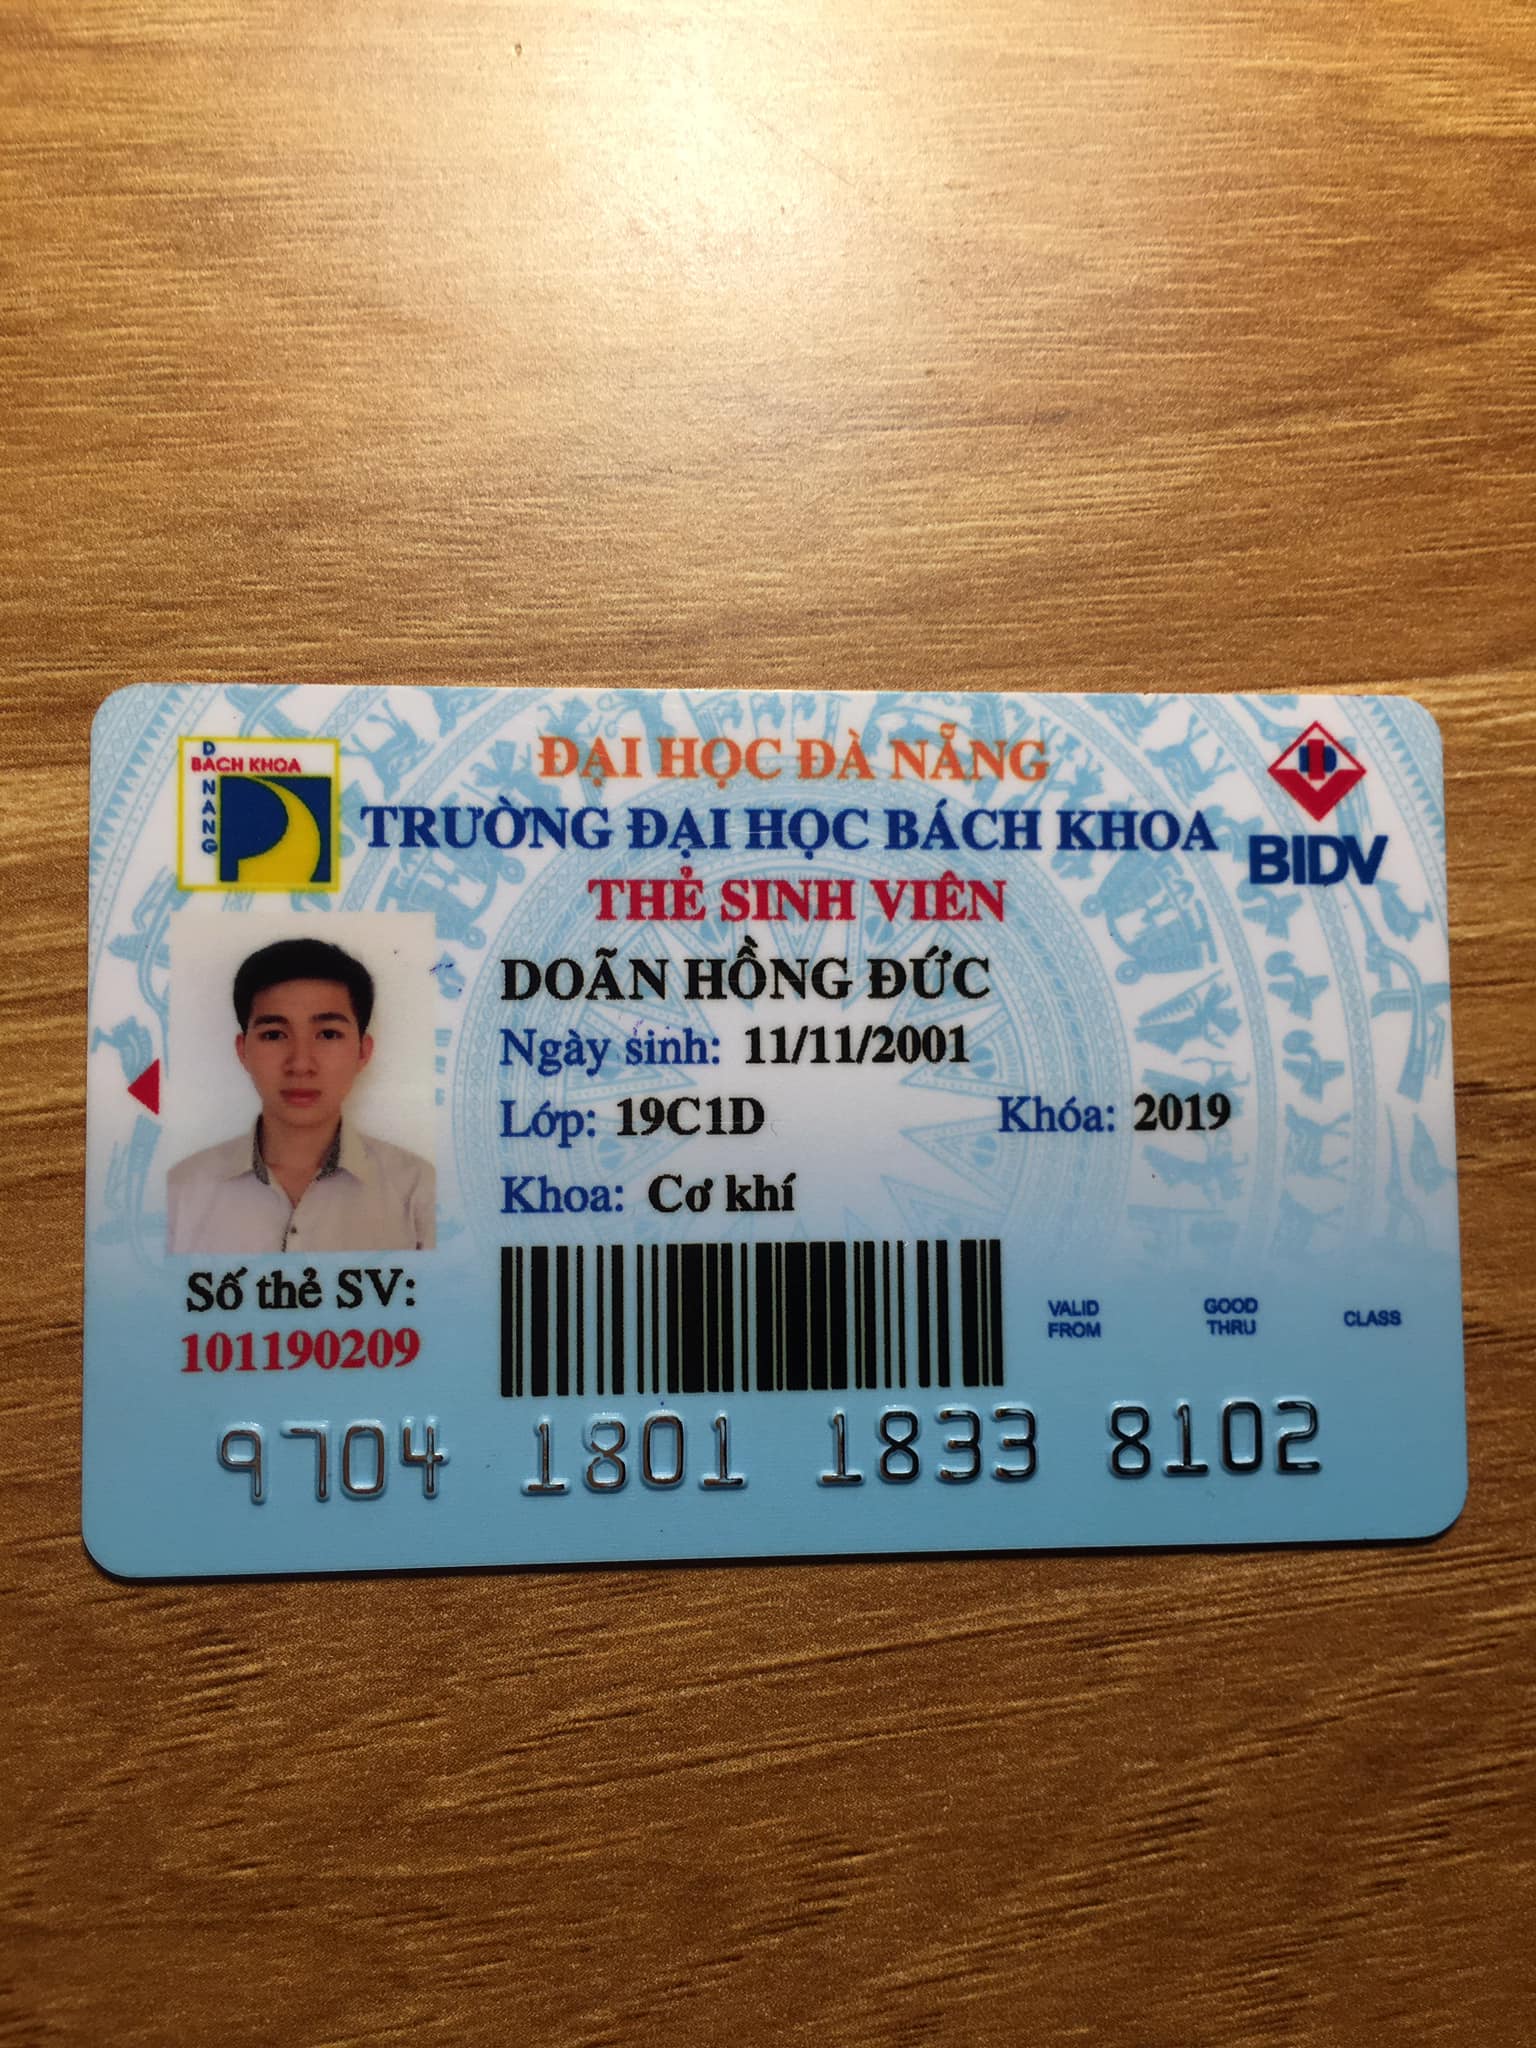 ĐẠI HỌC ĐÀ NẴNG
TRƯỜNG ĐẠI HỌC BÁCH KHOA
THẺ SINH VIÊN
BÁCH KHOA
DANANG
BIDV
DOÃN HỒNG ĐỨC
Ngày sinh: 11/11/2001
Lớp: 19C1D Khóa: 2019
Khoa: Cơ khí
Số thẻ SV:
101190209
VALID FROM
GOOD THRU
CLASS
9704 1801 1833 8102